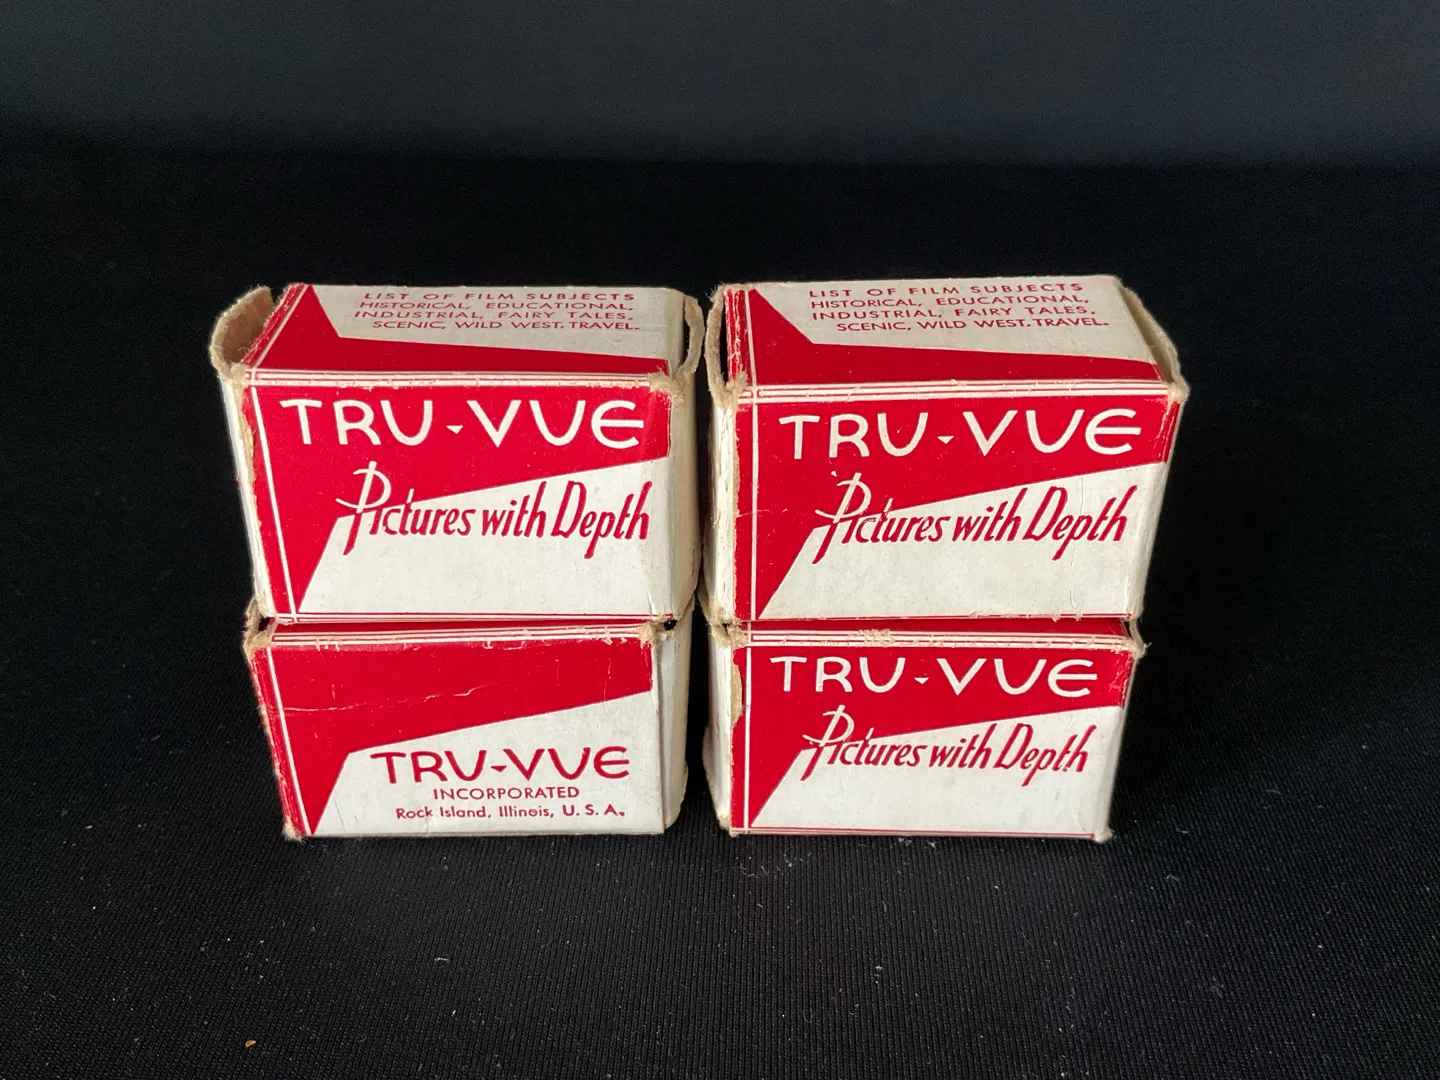 LIST OF FILM SUBJECTS
HISTORICAL, EDUCATIONAL,
INDUSTRIAL, FAIRY TALES,
SCENIC, WILD WEST, TRAVEL.
TRU-VUE
Pictures with Depth
LIST OF FILM SUBJECTS
HISTORICAL, EDUCATIONAL,
INDUSTRIAL, FAIRY TALES,
SCENIC, WILD WEST, TRAVEL.
TRU-VUE
Pictures with Depth
TRU-VUE
INCORPORATED
Rock Island, Illinois, U. S. A.
TRU-VUE
Pictures with Depth